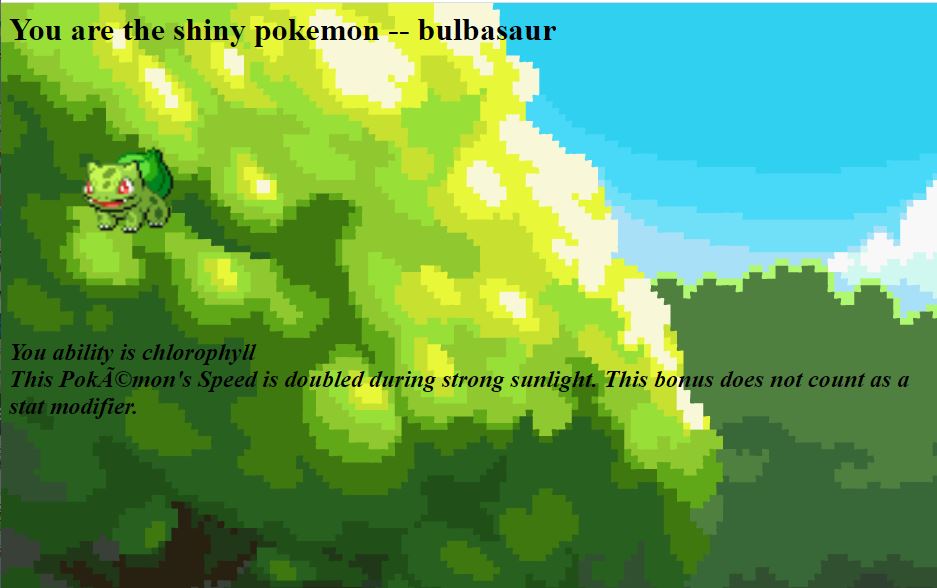 You are the shiny pokemon -- bulbasaur
You ability is chlorophyll
This PokÃ©mon's Speed is doubled during strong sunlight. This bonus does not count as a
stat modifier.